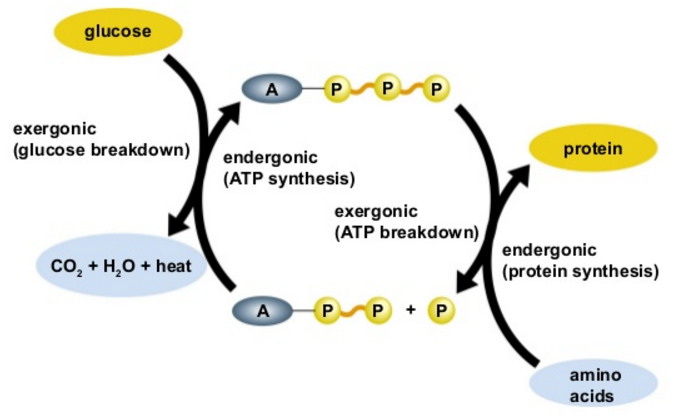 glucose
A P P P
exergonic
(glucose breakdown)
endergonic
(ATP synthesis)
protein
exergonic
(ATP breakdown)
endergonic
(protein synthesis)
CO₂ + H₂O + heat
A P P + P
amino
acids